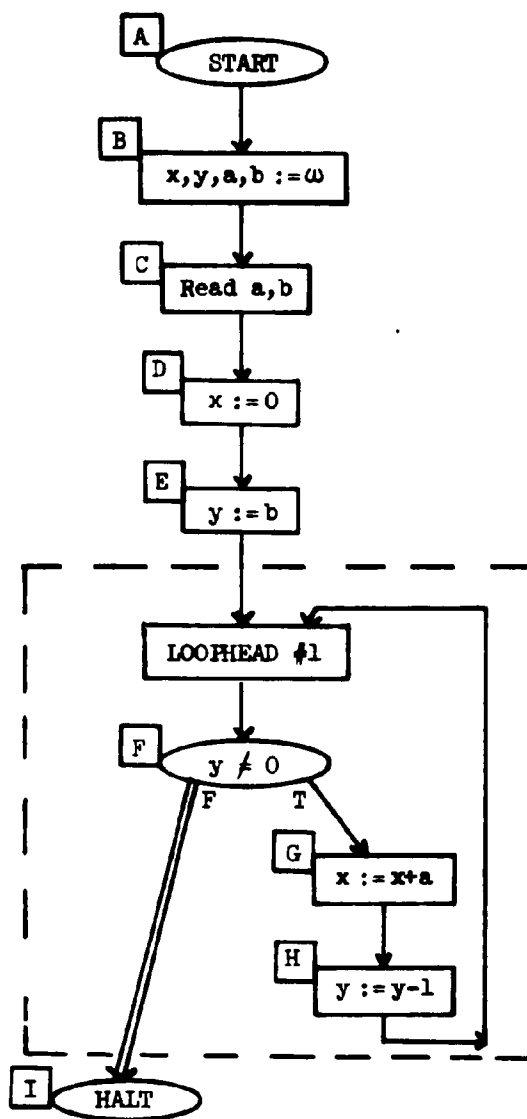 A
START
B
x,y,a,b := ω
C
Read a,b
D
x := 0
E
y := b
LOOPHEAD #1
F
y ≠ 0
F T
G
x := x+a
H
y := y-1
I
HALT